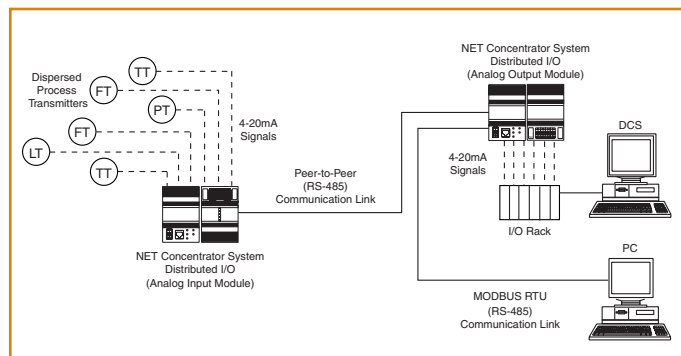 NET Concentrator System
Distributed I/O
(Analog Output Module)
TT
Dispersed
Process
Transmitters
FT
PT
4-20mA
Signals
FT
LT
TT
DCS
4-20mA
Signals
Peer-to-Peer
(RS-485)
Communication Link
I/O Rack
NET Concentrator System
Distributed I/O
(Analog Input Module)
PC
MODBUS RTU
(RS-485)
Communication Link